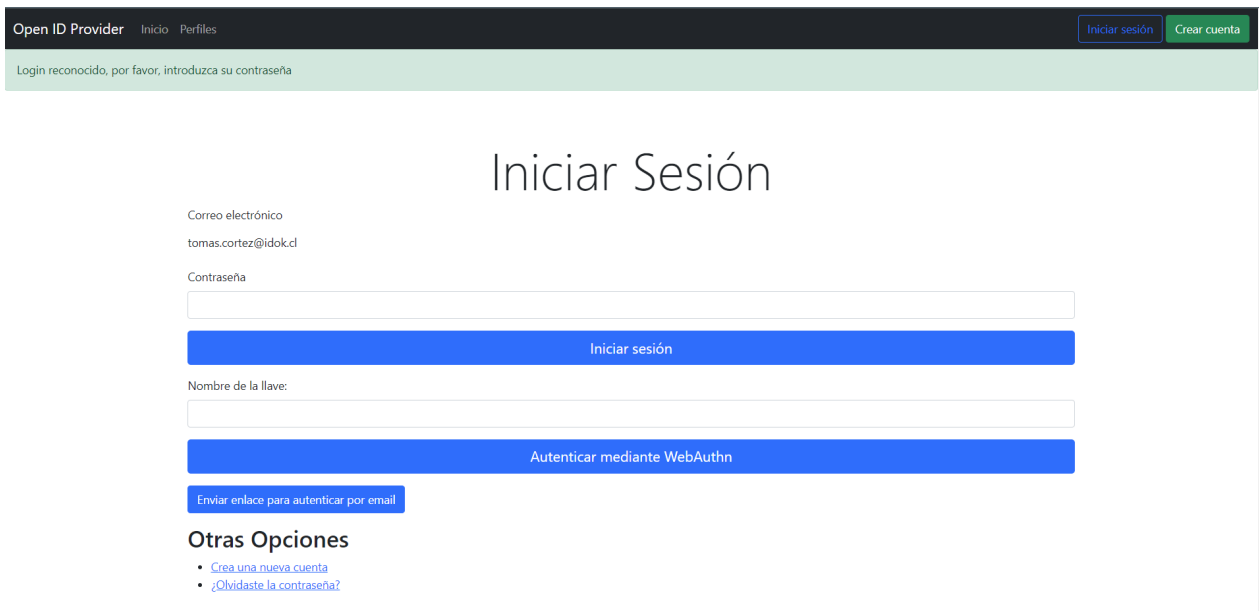 Open ID Provider Inicio Perfiles Iniciar sesión Crear cuenta
Login reconocido, por favor, introduzca su contraseña
Iniciar Sesión
Correo electrónico
tomas.cortez@idok.cl
Contraseña
Iniciar sesión
Nombre de la llave:
Autenticar mediante WebAuthn
Enviar enlace para autenticar por email
Otras Opciones
Crea una nueva cuenta
¿Olvidaste la contraseña?